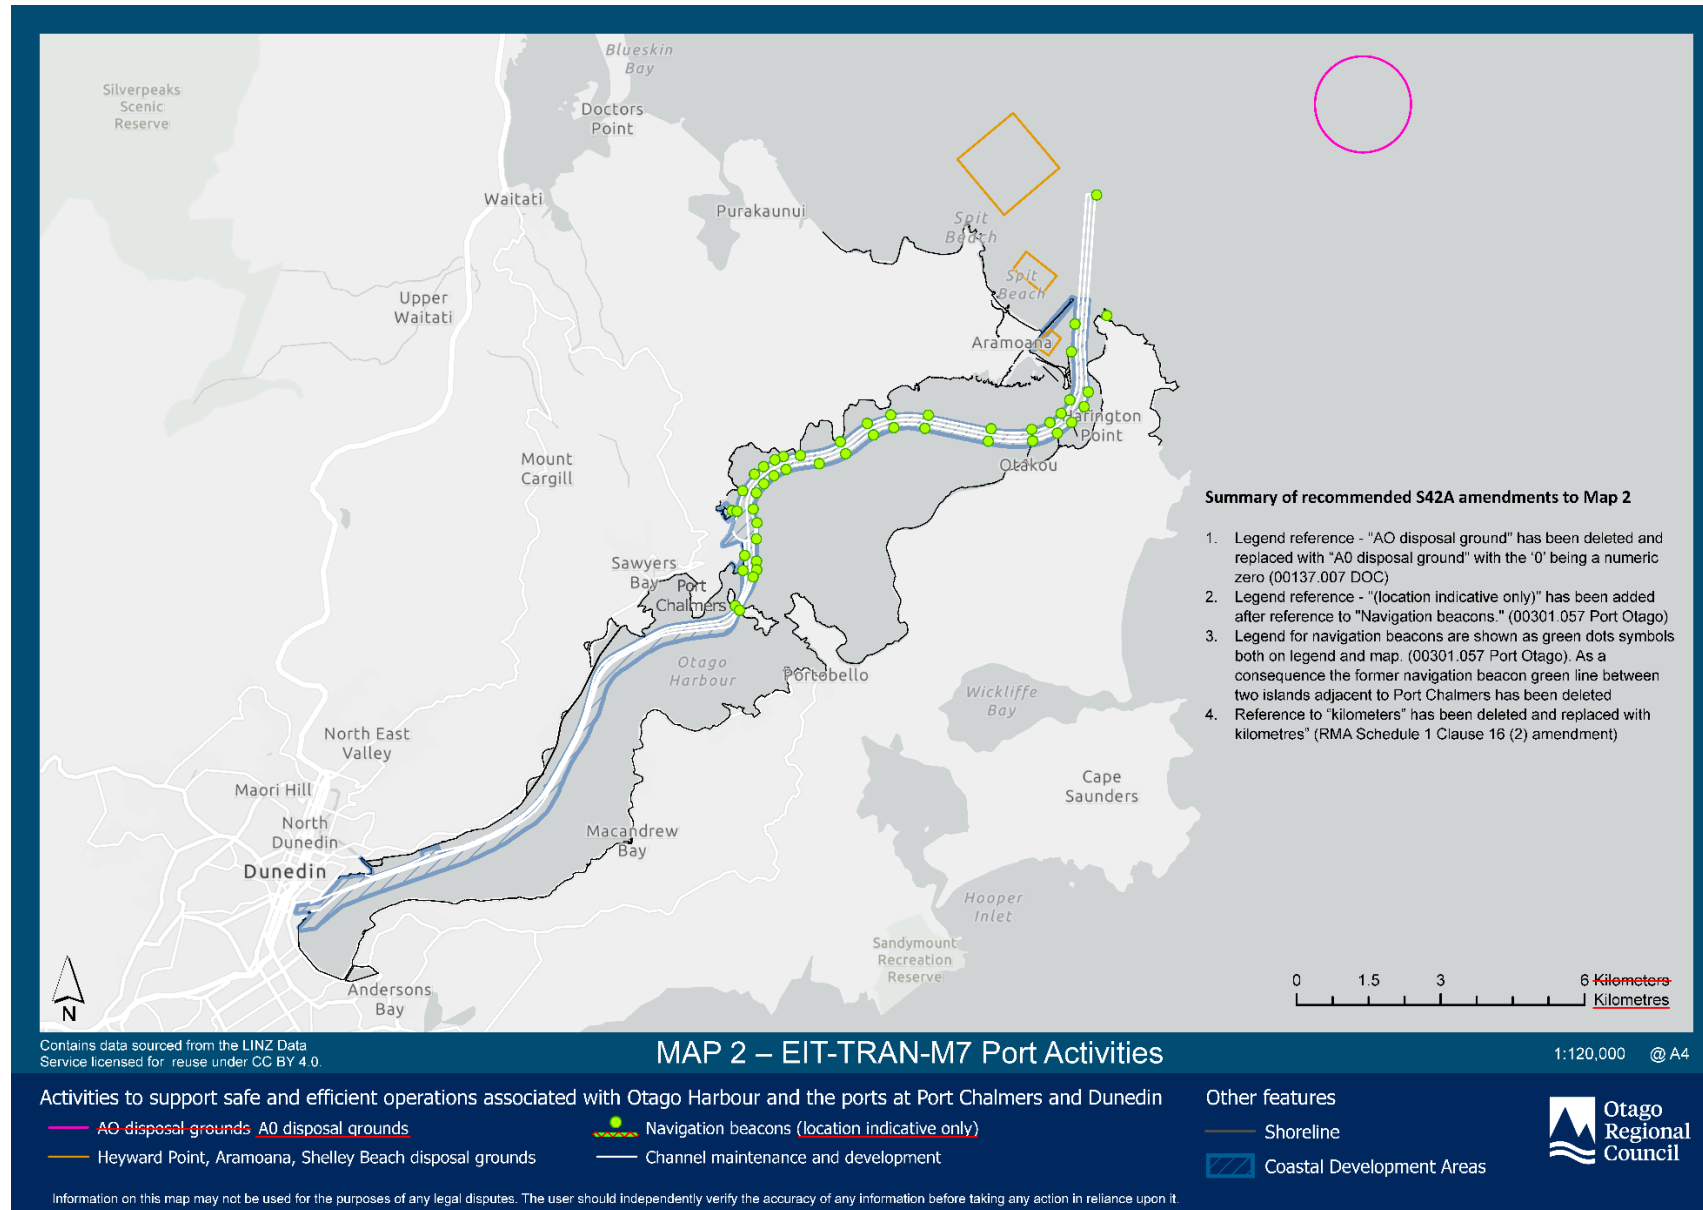 Blueskin
Bay
Silverpeaks
Scenic
Reserve
Doctors
Point
Waitati
Purakaunui
Spit
Beach
Spit
Beach
Upper
Waitati
Aramoana
Harington
Point
Mount
Cargill
Otakou
Summary of recommended S42A amendments to Map 2
1. Legend reference - "AO disposal ground" has been deleted and
replaced with "A0 disposal ground" with the ‘0’ being a numeric
zero (00137.007 DOC)
2. Legend reference - "(location indicative only)" has been added
after reference to "Navigation beacons." (00301.057 Port Otago)
3. Legend for navigation beacons are shown as green dots symbols
both on legend and map. (00301.057 Port Otago). As a
consequence the former navigation beacon green line between
two islands adjacent to Port Chalmers has been deleted
4. Reference to “kilometers” has been deleted and replaced with
kilometres” (RMA Schedule 1 Clause 16 (2) amendment)
Sawyers
Bay
Port
Chalmers
Otago
Harbour
Portobello
Wickliffe
Bay
North East
Valley
Cape
Saunders
Maori Hill
North
Dunedin
Macandrew
Bay
Dunedin
Hooper
Inlet
Sandymount
Recreation
Reserve
Andersons
Bay
N
0 1.5 3 6 Kilometers
Kilometres
Contains data sourced from the LINZ Data
Service licensed for reuse under CC BY 4.0.
MAP 2 – EIT-TRAN-M7 Port Activities
1:120,000 @ A4
Activities to support safe and efficient operations associated with Otago Harbour and the ports at Port Chalmers and Dunedin
AO disposal grounds A0 disposal grounds
Heyward Point, Aramoana, Shelley Beach disposal grounds
Navigation beacons (location indicative only)
Channel maintenance and development
Other features
Shoreline
Coastal Development Areas
Otago
Regional
Council
Information on this map may not be used for the purposes of any legal disputes. The user should independently verify the accuracy of any information before taking any action in reliance upon it.